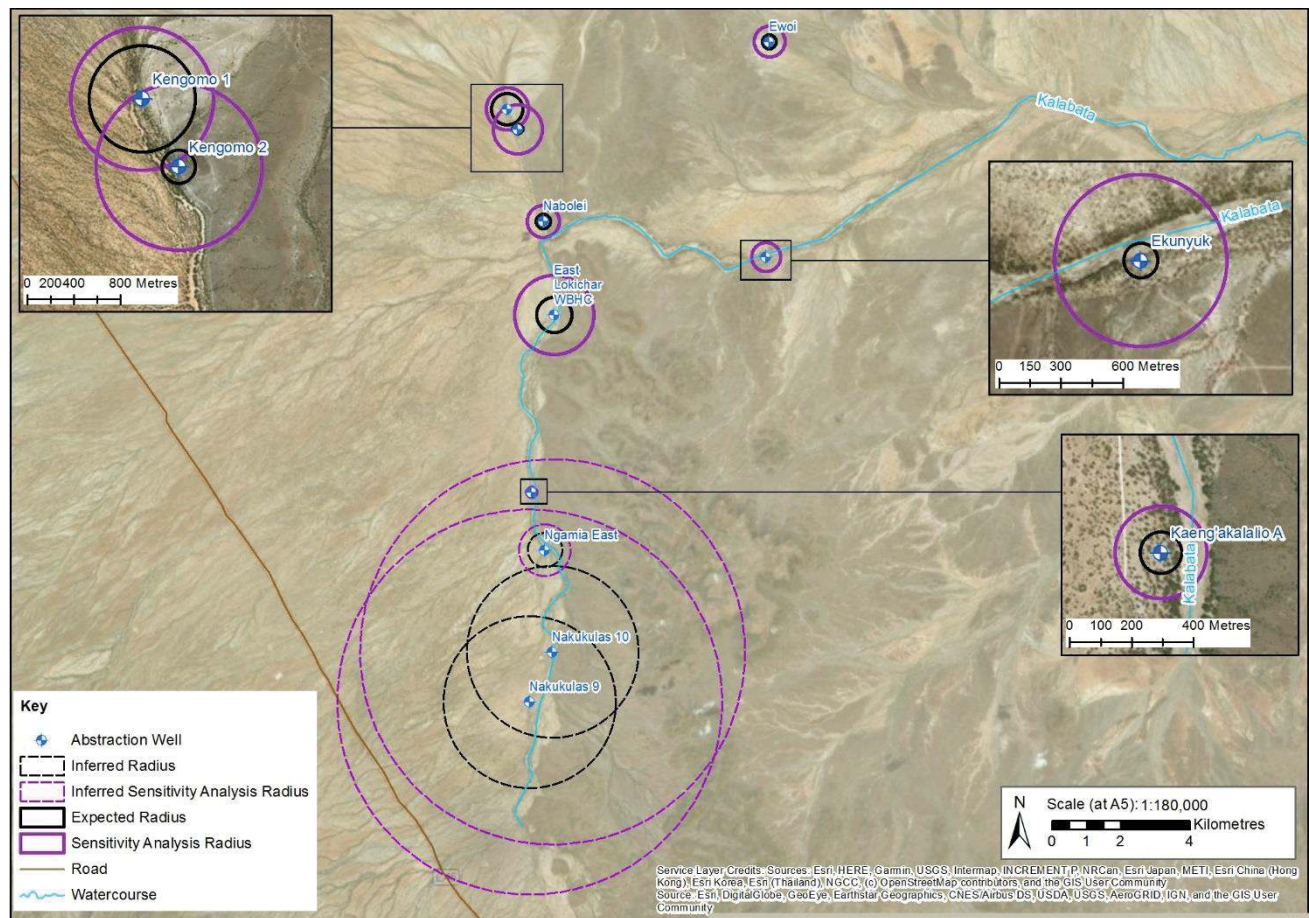 Ewoi
Kengomo 1
Kengomo 2
0 200400 800 Metres
Kalabata
Nabolei
East
Lokichar
WBHC
Kalabata
Ekunyuk
0 150 300 600 Metres
Ngamia East
Kaeng'akalalio A
Kalabata
0 100 200 400 Metres
Nakukulas 10
Nakukulas 9
Key
Abstraction Well
Inferred Radius
Inferred Sensitivity Analysis Radius
Expected Radius
Sensitivity Analysis Radius
Road
Watercourse
N
Scale (at A5): 1:180,000
Kilometres
0 1 2 4
Service Layer Credits: Sources: Esri, HERE, Garmin, USGS, Intermap, INCREMENT P, NRCan, Esri Japan, METI, Esri China (Hong
Kong), Esri Korea, Esri (Thailand), NGCC, (c) OpenStreetMap contributors, and the GIS User
Community
Source: Esri, DigitalGlobe, GeoEye, Earthstar Geographics, CNES/Airbus DS, USDA, USGS, AeroGRID, IGN, and the GIS User
Community